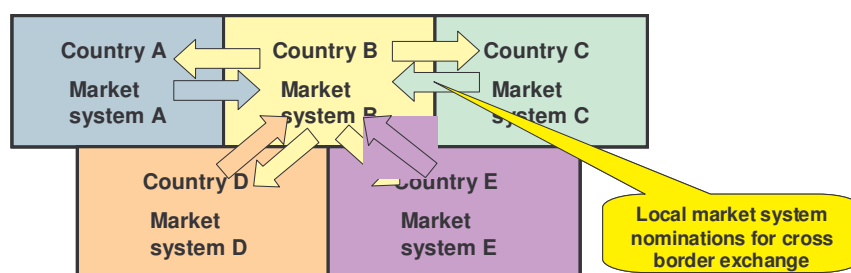 Country A
Market
system A
Country B
Market
system B
Country C
Market
system C
Country D
Market
system D
Country E
Market
system E
Local market system
nominations for cross
border exchange